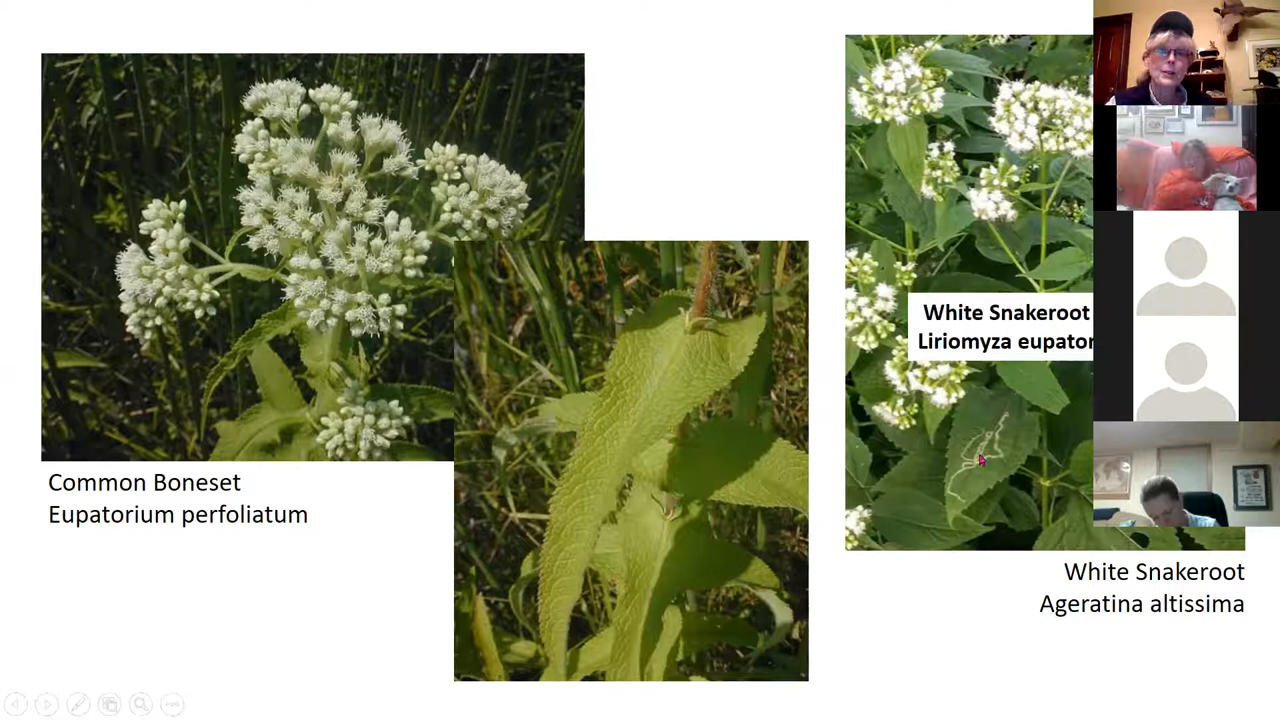 Common Boneset
Eupatorium perfoliatum
White Snakeroot
Liriomyza eupator
White Snakeroot
Ageratina altissima